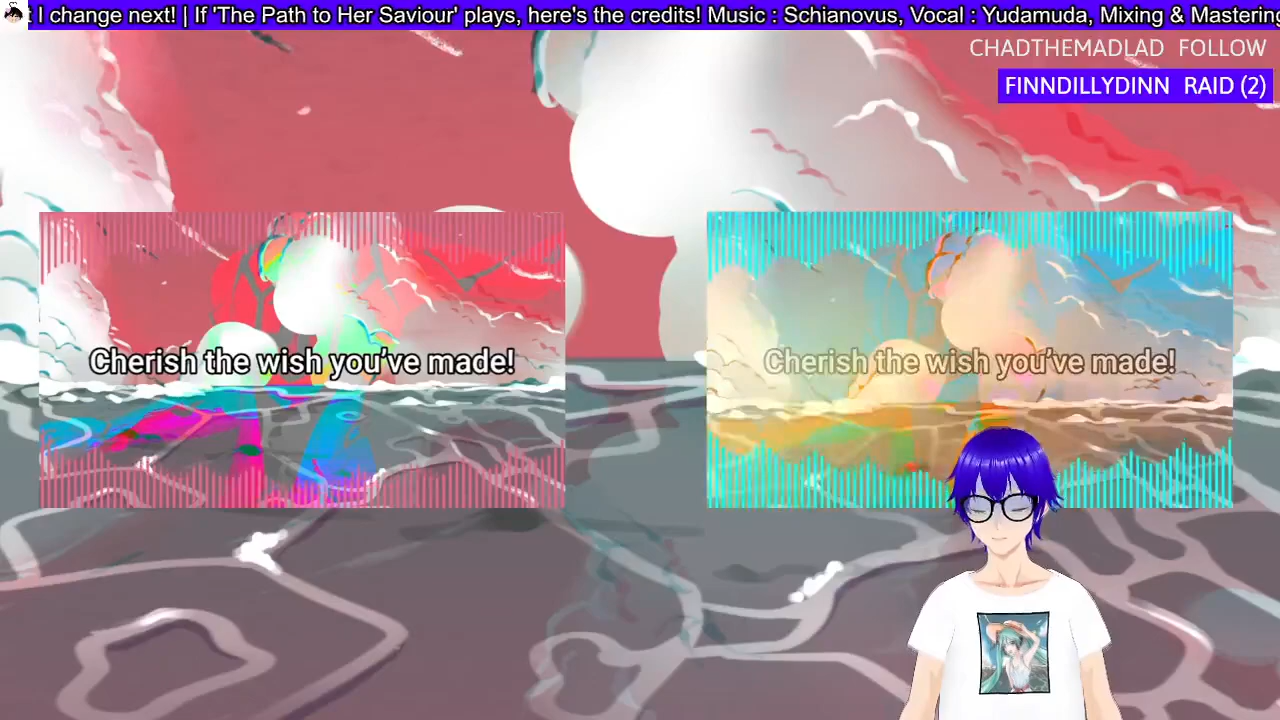 I change next! | If 'The Path to Her Saviour' plays, here's the credits! Music : Schianovus, Vocal : Yudamuda, Mixing & Mastering
CHADTHEMADLAD FOLLOW
FINNDILLYDINN RAID (2)
Cherish the wish you've made!
Cherish the wish you've made!